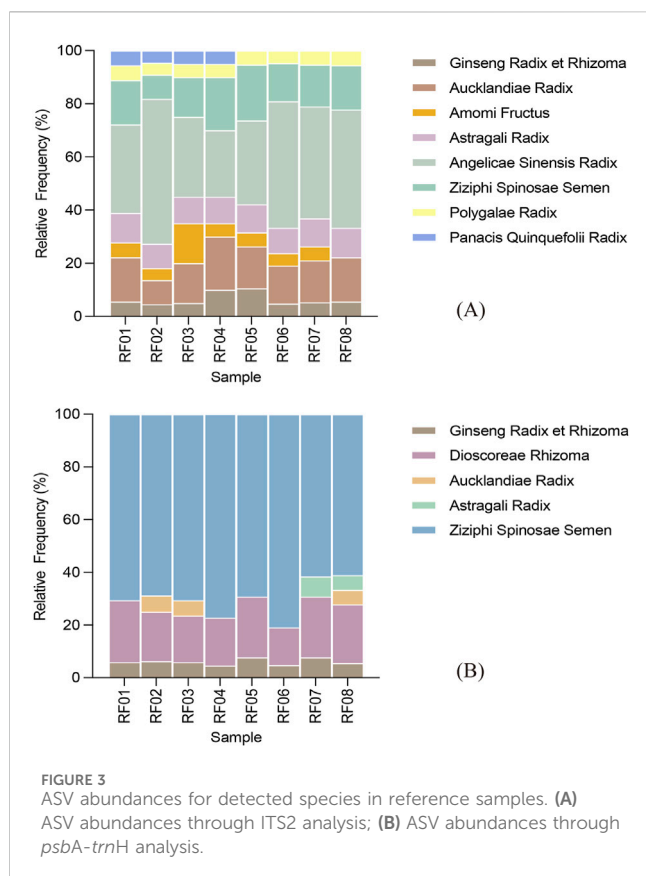 100
80
60
40
20
0
Relative Frequency (%)
RF01
RF02
RF03
RF04
RF05
RF06
RF07
RF08
Sample
Ginseng Radix et Rhizoma
Aucklandiae Radix
Amomi Fructus
Astragali Radix
Angelicae Sinensis Radix
Ziziphi Spinosae Semen
Polygalae Radix
Panacis Quinquefolii Radix
(A)
100
80
60
40
20
0
Relative Frequency (%)
RF01
RF02
RF03
RF04
RF05
RF06
RF07
RF08
Sample
Ginseng Radix et Rhizoma
Dioscoreae Rhizoma
Aucklandiae Radix
Astragali Radix
Ziziphi Spinosae Semen
(B)
FIGURE 3
ASV abundances for detected species in reference samples. (A)
ASV abundances through ITS2 analysis; (B) ASV abundances through
psbA-trnH analysis.